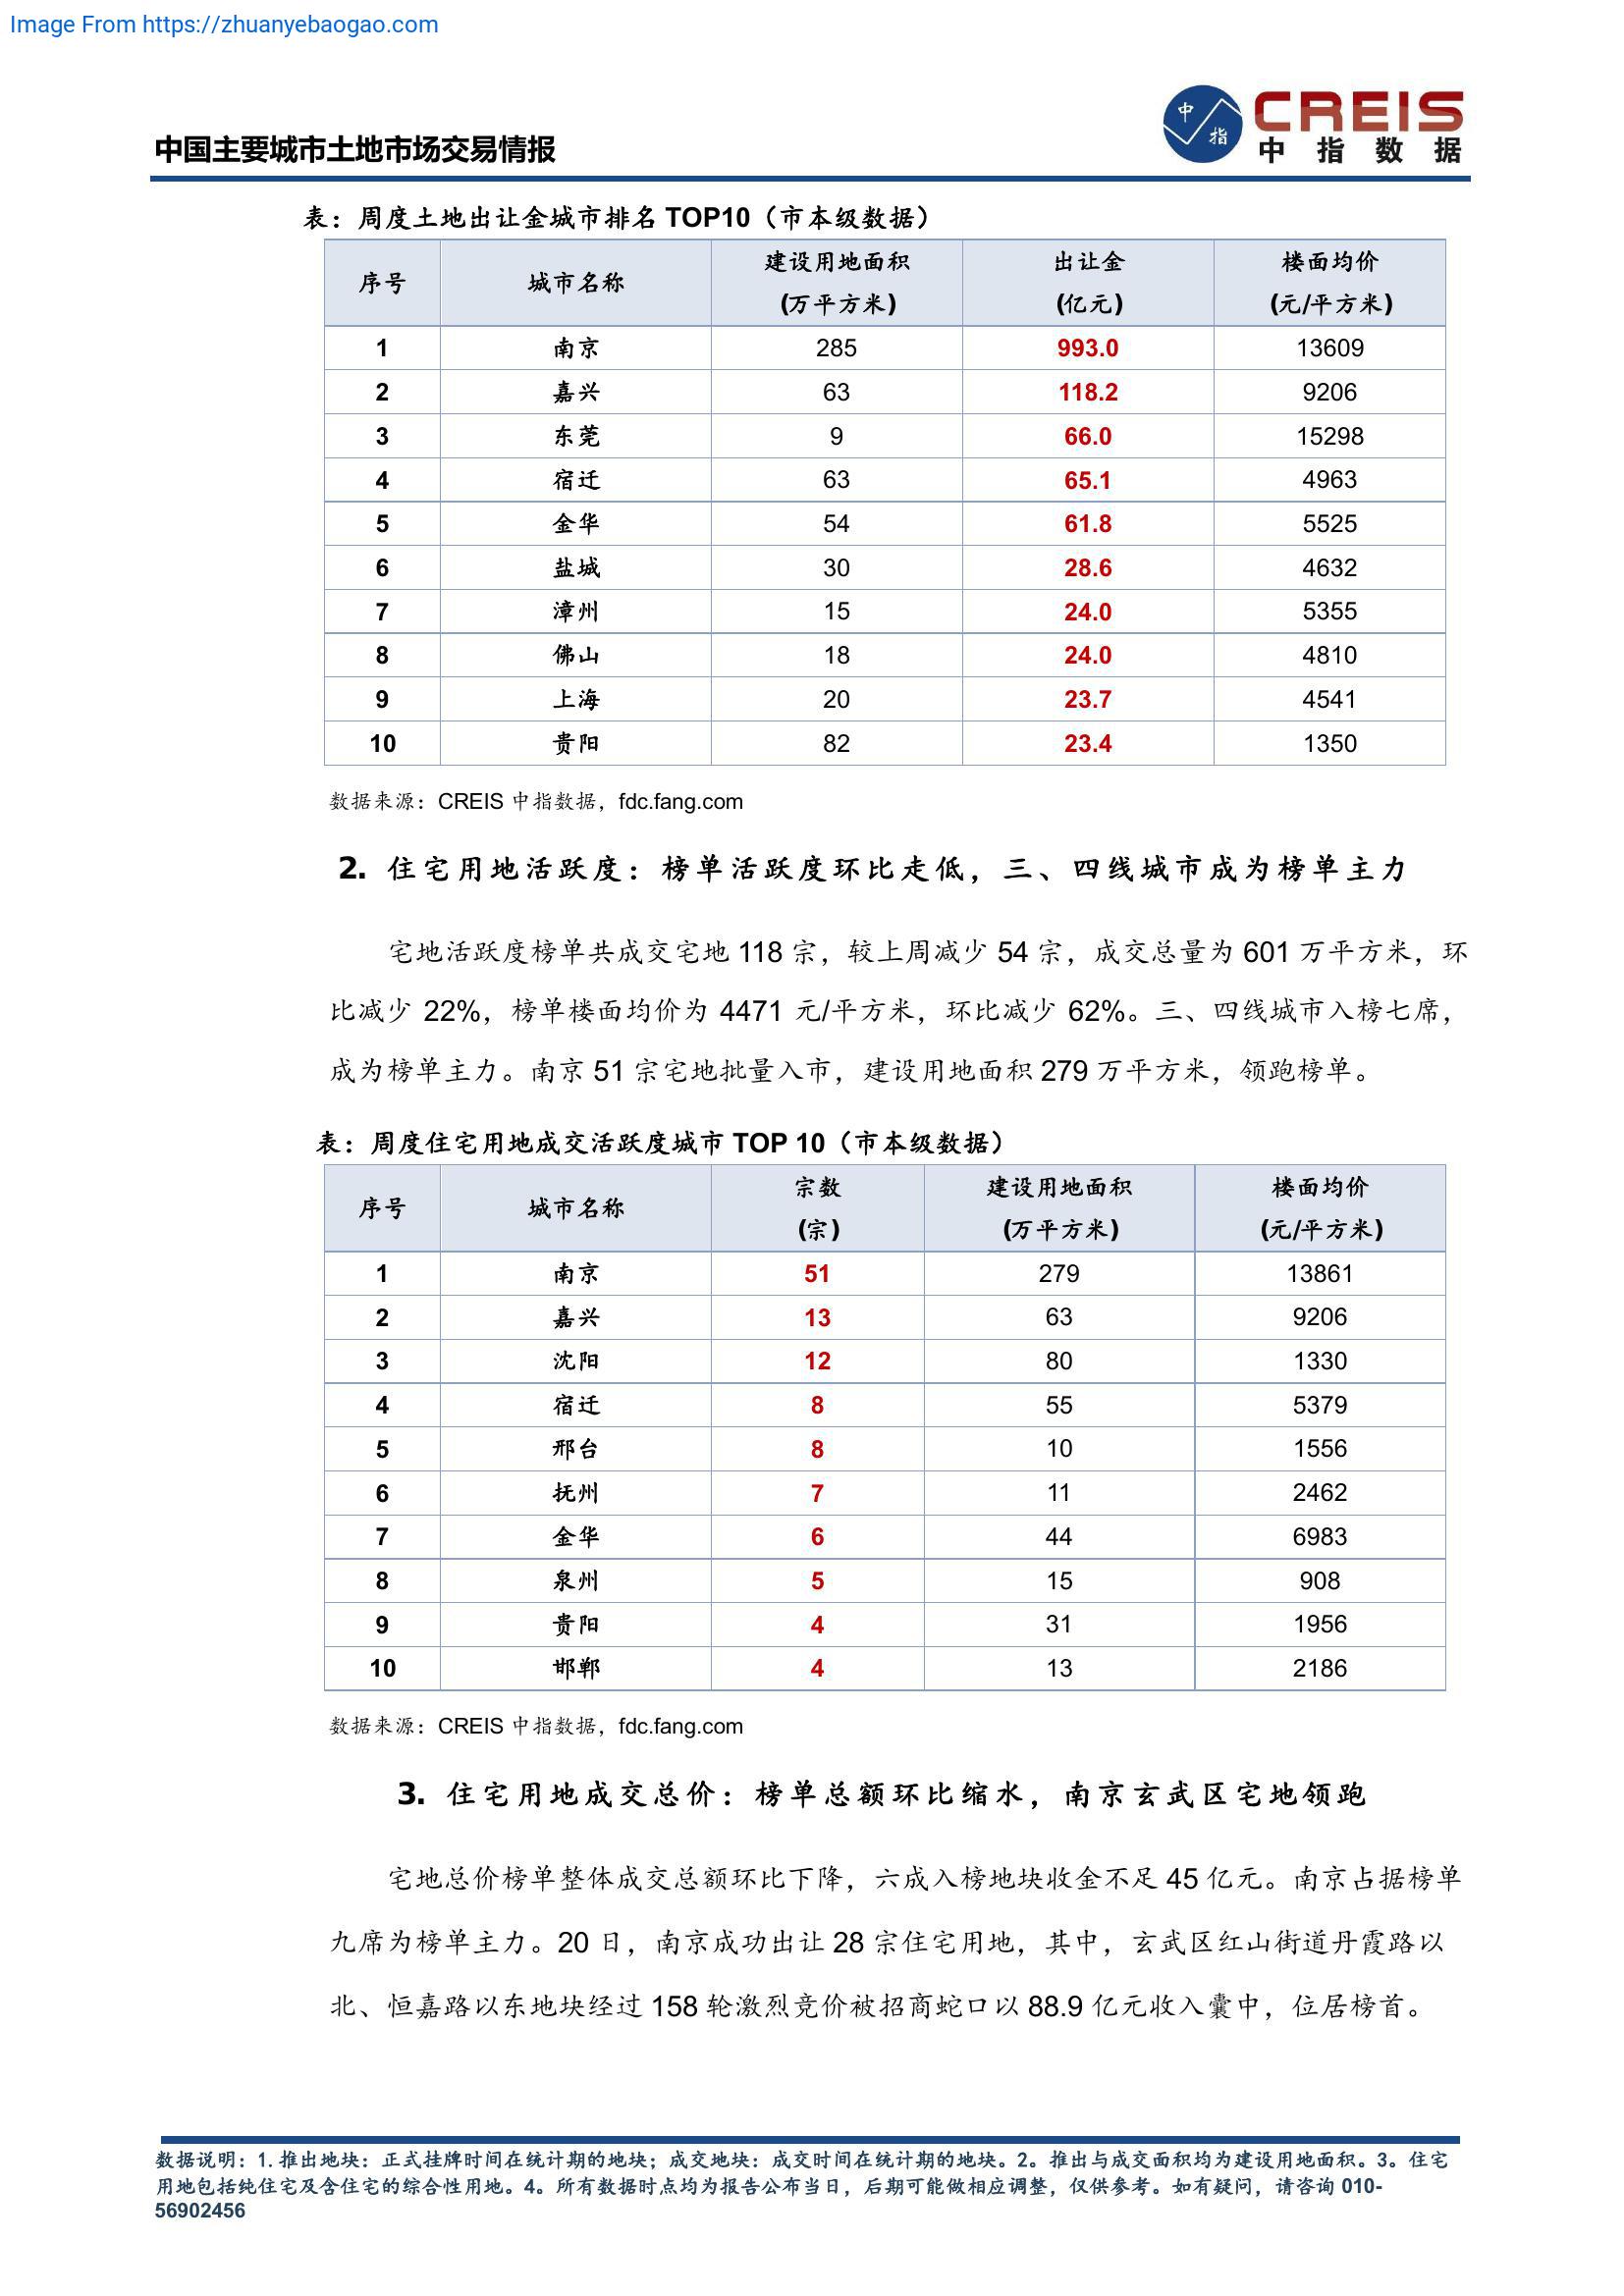 Image From https://zhuanyebaogao.com
中指
CREIS
中指数据
中国主要城市土地市场交易情报
表：周度土地出让金城市排名 TOP10（市本级数据）
序号 城市名称 建设用地面积 (万平方米) 出让金 (亿元) 楼面均价 (元/平方米)
1 南京 285 993.0 13609
2 嘉兴 63 118.2 9206
3 东莞 9 66.0 15298
4 宿迁 63 65.1 4963
5 金华 54 61.8 5525
6 盐城 30 28.6 4632
7 漳州 15 24.0 5355
8 佛山 18 24.0 4810
9 上海 20 23.7 4541
10 贵阳 82 23.4 1350
数据来源：CREIS 中指数据，fdc.fang.com
2. 住宅用地活跃度：榜单活跃度环比走低，三、四线城市成为榜单主力
宅地活跃度榜单共成交宅地 118 宗，较上周减少 54 宗，成交总量为 601 万平方米，环
比减少 22%，榜单楼面均价为 4471 元/平方米，环比减少 62%。三、四线城市入榜七席，
成为榜单主力。南京 51 宗宅地批量入市，建设用地面积 279 万平方米，领跑榜单。
表：周度住宅用地成交活跃度城市 TOP 10（市本级数据）
序号 城市名称 宗数 (宗) 建设用地面积 (万平方米) 楼面均价 (元/平方米)
1 南京 51 279 13861
2 嘉兴 13 63 9206
3 沈阳 12 80 1330
4 宿迁 8 55 5379
5 邢台 8 10 1556
6 抚州 7 11 2462
7 金华 6 44 6983
8 泉州 5 15 908
9 贵阳 4 31 1956
10 邯郸 4 13 2186
数据来源：CREIS 中指数据，fdc.fang.com
3. 住宅用地成交总价：榜单总额环比缩水，南京玄武区宅地领跑
宅地总价榜单整体成交总额环比下降，六成入榜地块收金不足 45 亿元。南京占据榜单
九席为榜单主力。20 日，南京成功出让 28 宗住宅用地，其中，玄武区红山街道丹霞路以
北、恒嘉路以东地块经过 158 轮激烈竞价被招商蛇口以 88.9 亿元收入囊中，位居榜首。
数据说明：1. 推出地块：正式挂牌时间在统计期的地块；成交地块：成交时间在统计期的地块。2。推出与成交面积均为建设用地面积。3。住宅
用地包括纯住宅及含住宅的综合性用地。4。所有数据时点均为报告公布当日，后期可能做相应调整，仅供参考。如有疑问，请咨询 010-
56902456